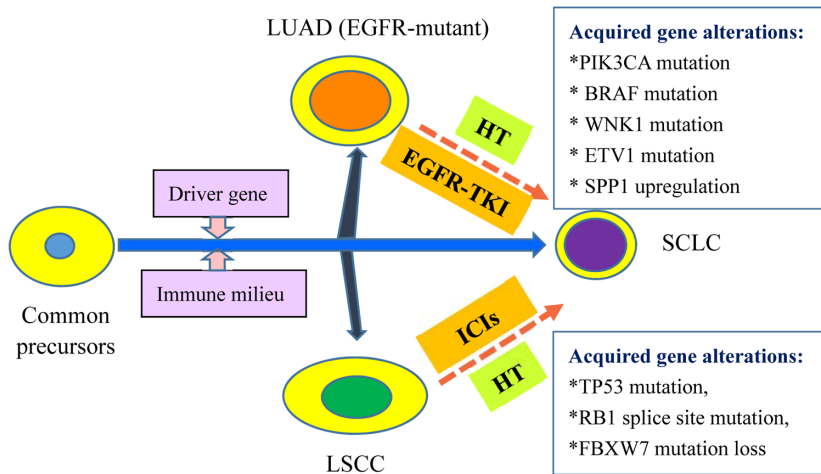 LUAD (EGFR-mutant)
Acquired gene alterations:
*PIK3CA mutation
* BRAF mutation
* WNK1 mutation
* ETV1 mutation
* SPP1 upregulation
HT
EGFR-TKI
Driver gene
Immune milieu
Common
precursors
SCLC
ICIs
HT
LSCC
Acquired gene alterations:
*TP53 mutation,
*RB1 splice site mutation,
*FBXW7 mutation loss